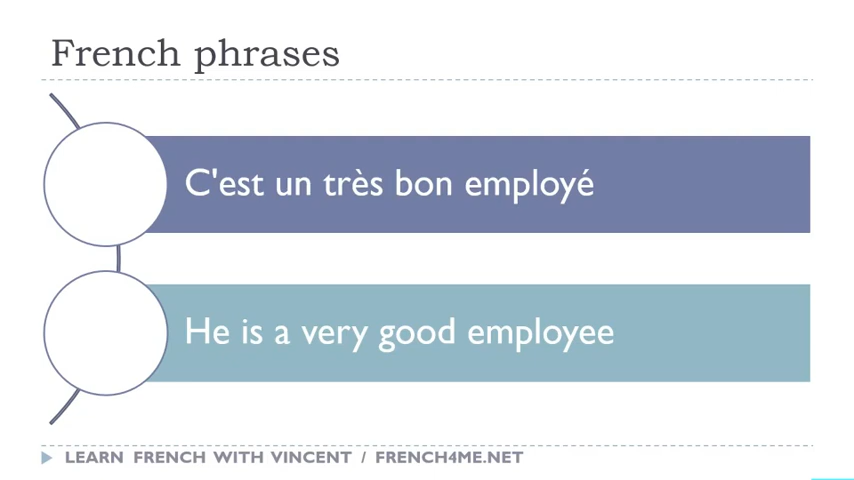 French phrases
C'est un très bon employé
He is a very good employee
LEARN FRENCH WITH VINCENT / FRENCH4ME.NET